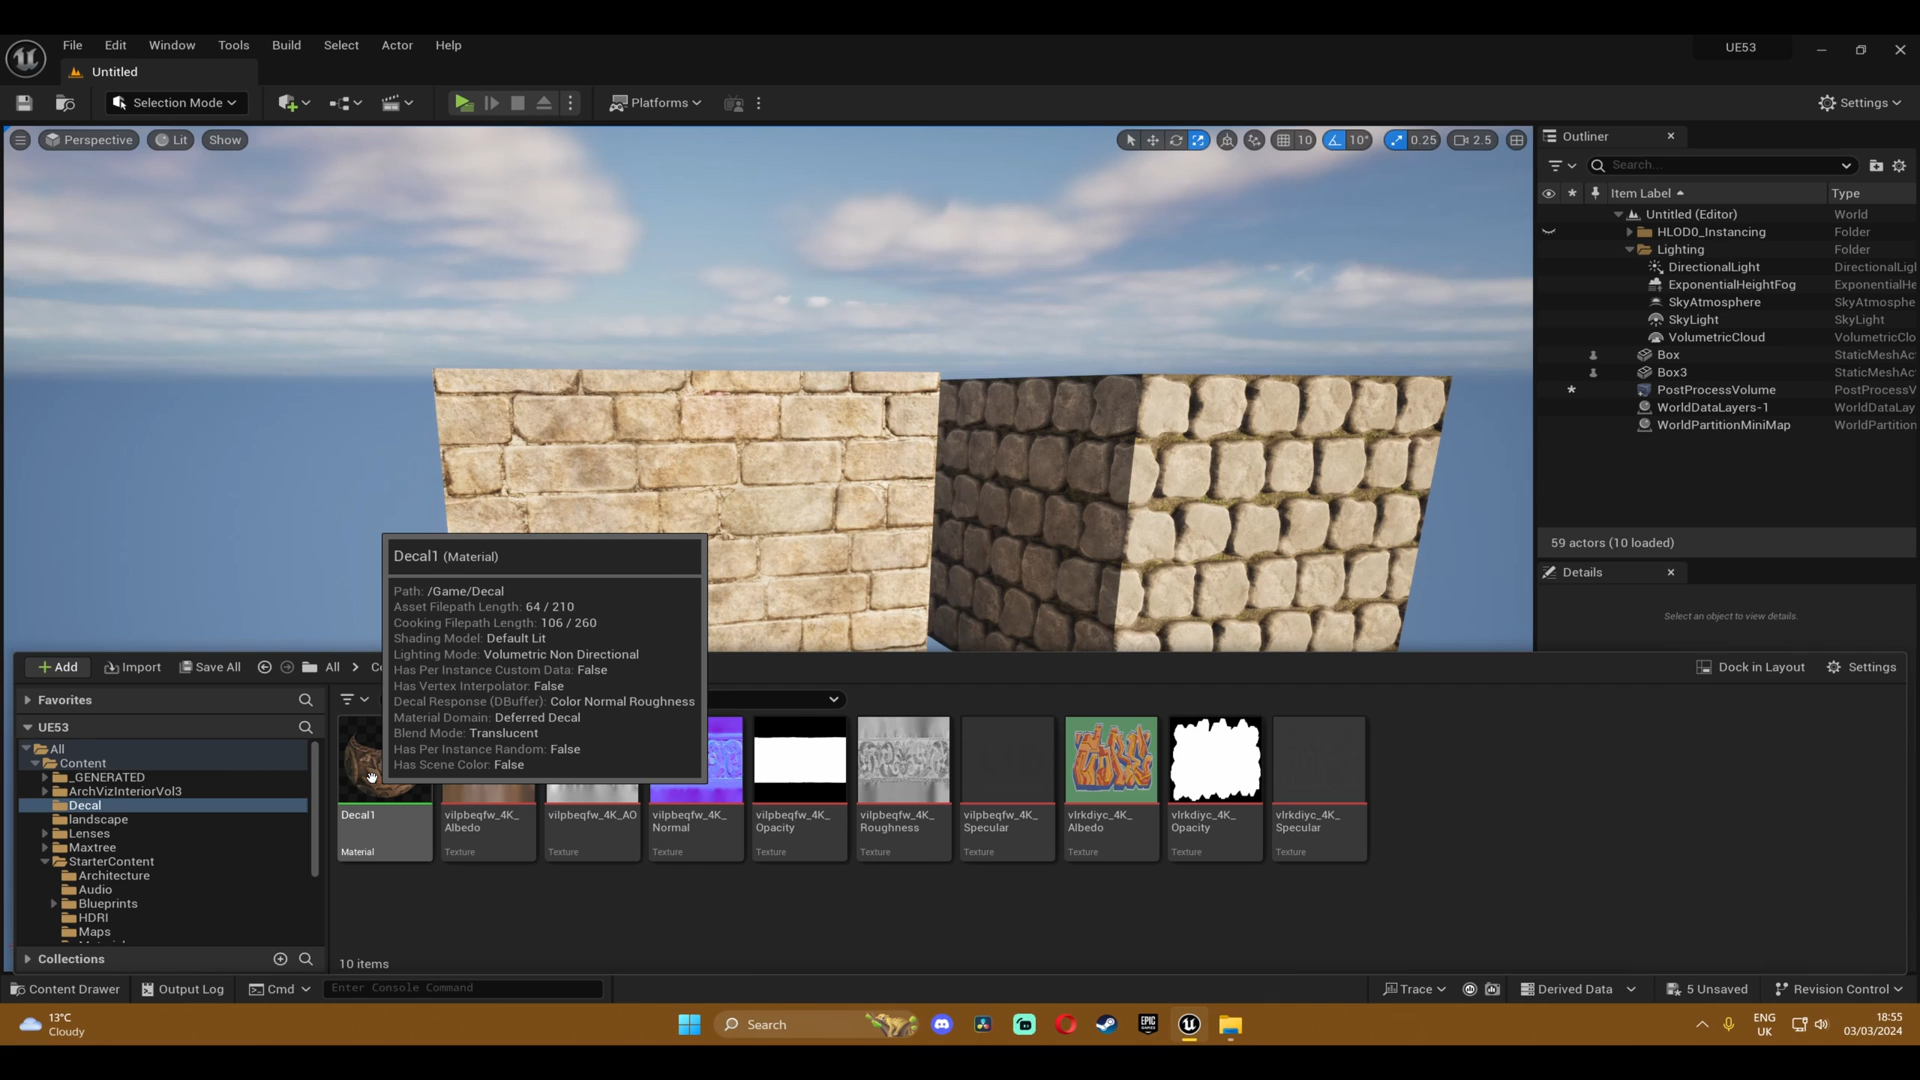 File Edit Window Tools Build Select Actor Help
UE53
Untitled
Selection Mode
Platforms
Settings
Perspective
Lit
Show
10
10°
0.25
2.5
Outliner
Search...
Item Label
Type
Untitled (Editor) World
HLOD0_Instancing Folder
Lighting Folder
DirectionalLight DirectionalLigl
ExponentialHeightFog ExponentialHe
SkyAtmosphere SkyAtmosphe
SkyLight SkyLight
VolumetricCloud VolumetricClo
Box StaticMeshAc
Box3 StaticMeshAc
PostProcessVolume PostProcessV
WorldDataLayers-1 WorldDataLay
WorldPartitionMiniMap WorldPartition
59 actors (10 loaded)
Details
Select an object to view details.
Decal1 (Material)
Path: /Game/Decal
Asset Filepath Length: 64 / 210
Cooking Filepath Length: 106 / 260
Shading Model: Default Lit
Lighting Mode: Volumetric Non Directional
Has Per Instance Custom Data: False
Has Vertex Interpolator: False
Decal Response (DBuffer): Color Normal Roughness
Material Domain: Deferred Decal
Blend Mode: Translucent
Has Per Instance Random: False
Has Scene Color: False
Add
Import
Save All
All
Dock in Layout
Settings
Favorites
UE53
All
Content
_GENERATED
ArchVizInteriorVol3
Decal
landscape
Lenses
Maxtree
StarterContent
Architecture
Audio
Blueprints
HDRI
Maps
Collections
Decal1
Material
vilpbeqfw_4K_
Albedo
Texture
vilpbeqfw_4K_AO
Texture
vilpbeqfw_4K_
Normal
Texture
vilpbeqfw_4K_
Opacity
Texture
vilpbeqfw_4K_
Roughness
Texture
vilpbeqfw_4K_
Specular
Texture
vlrkdiyc_4K_
Albedo
Texture
vlrkdiyc_4K_
Opacity
Texture
vlrkdiyc_4K_
Specular
Texture
10 items
Content Drawer
Output Log
Cmd
Enter Console Command
Trace
Derived Data
5 Unsaved
Revision Control
13°C
Cloudy
Search
EPIC
GAMES
ENG
UK
18:55
03/03/2024